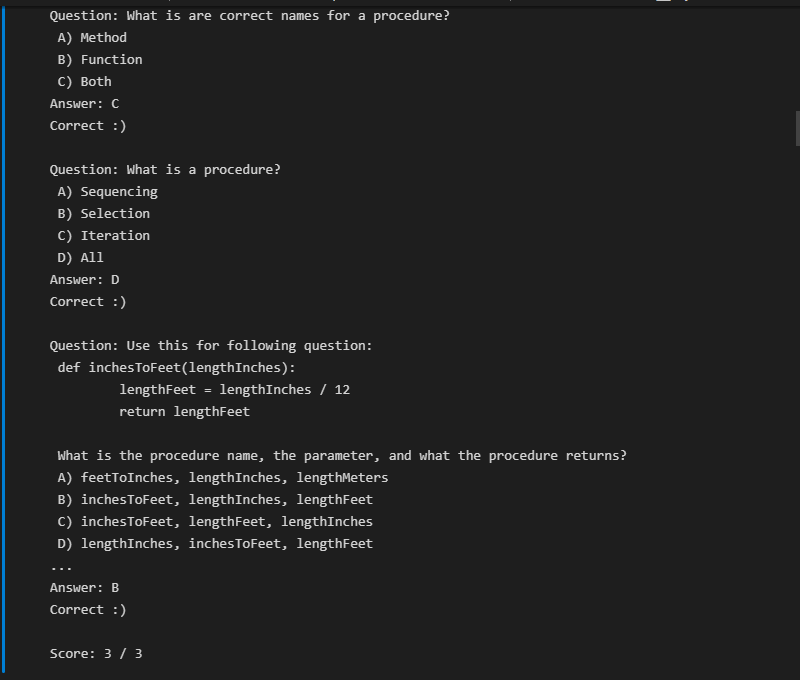 Question: What is are correct names for a procedure?
A) Method
B) Function
C) Both
Answer: C
Correct :)
Question: What is a procedure?
A) Sequencing
B) Selection
C) Iteration
D) All
Answer: D
Correct :)
Question: Use this for following question:
def inchesToFeet(lengthInches):
lengthFeet = lengthInches / 12
return lengthFeet
What is the procedure name, the parameter, and what the procedure returns?
A) feetToInches, lengthInches, lengthMeters
B) inchesToFeet, lengthInches, lengthFeet
C) inchesToFeet, lengthFeet, lengthInches
D) lengthInches, inchesToFeet, lengthFeet
...
Answer: B
Correct :)
Score: 3 / 3